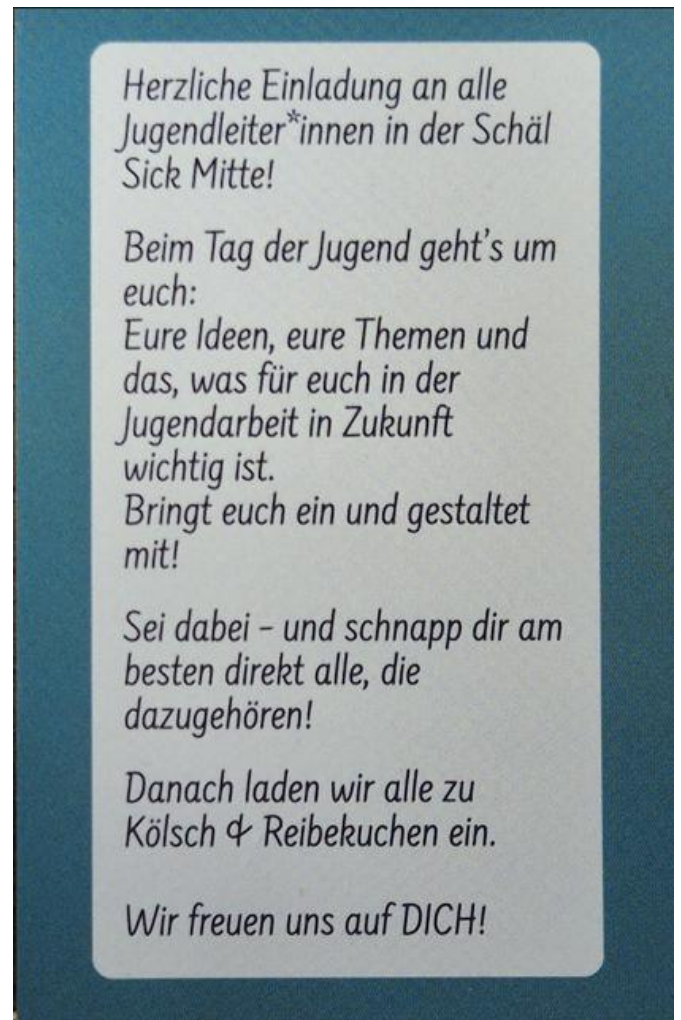 Herzliche Einladung an alle
Jugendleiter*innen in der Schäl
Sick Mitte!
Beim Tag der Jugend geht's um
euch:
Eure Ideen, eure Themen und
das, was für euch in der
Jugendarbeit in Zukunft
wichtig ist.
Bringt euch ein und gestaltet
mit!
Sei dabei – und schnapp dir am
besten direkt alle, die
dazugehören!
Danach laden wir alle zu
Kölsch & Reibekuchen ein.
Wir freuen uns auf DICH!